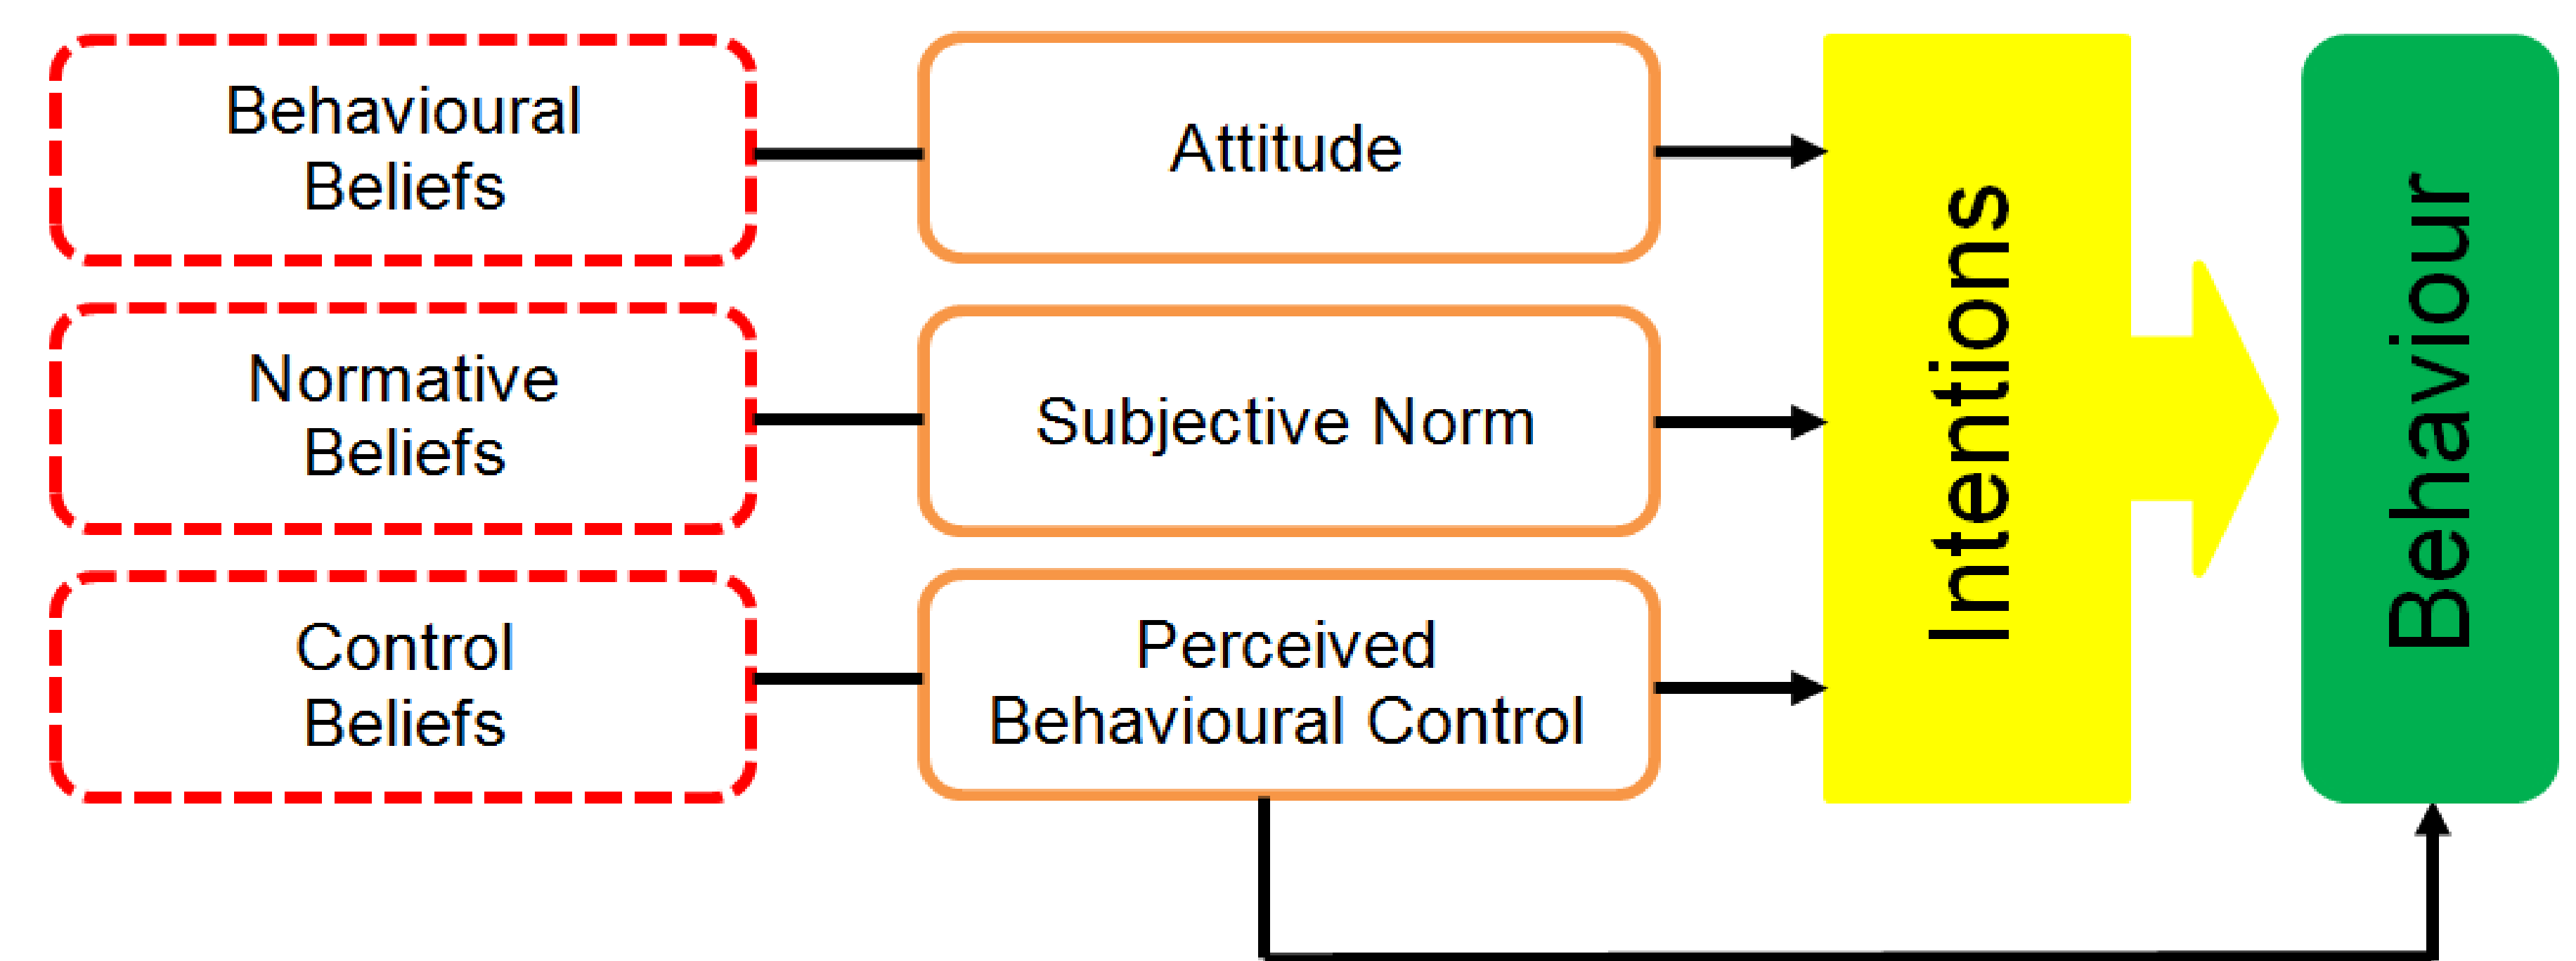 Behavioural
Beliefs
Attitude
Normative
Beliefs
Subjective Norm
Control
Beliefs
Perceived
Behavioural Control
Intentions
Behaviour